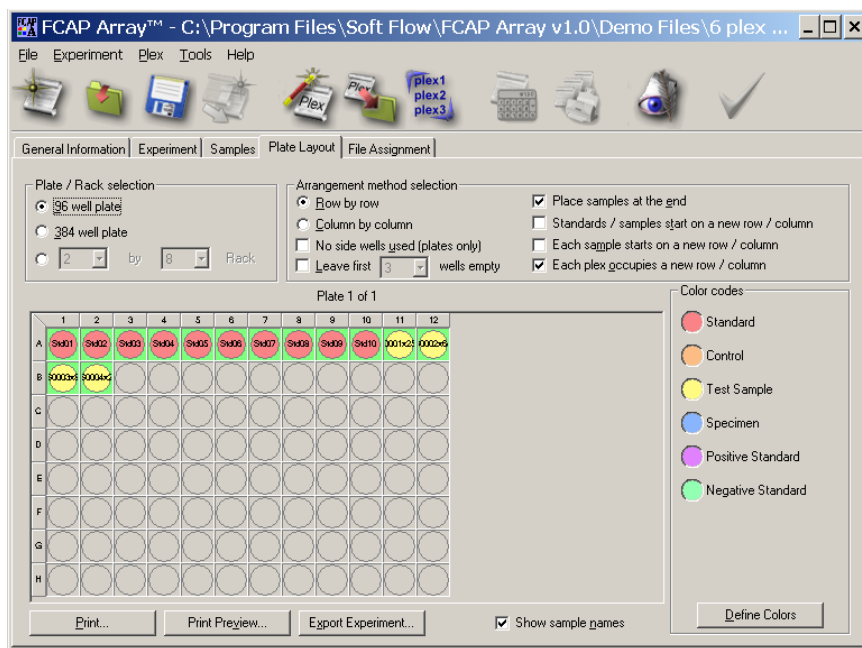 FCAP Array™ - C:\Program Files\Soft Flow\FCAP Array v1.0\Demo Files\6 plex ...
File Experiment Plex Tools Help
Plex
Plex
plex1
plex2
plex3
General Information Experiment Samples Plate Layout File Assignment
Plate / Rack selection
96 well plate
384 well plate
2 by 8 Rack
Arrangement method selection
Row by row
Column by column
No side wells used (plates only)
Leave first 3 wells empty
Place samples at the end
Standards / samples start on a new row / column
Each sample starts on a new row / column
Each plex occupies a new row / column
Plate 1 of 1
1 2 3 4 5 6 7 8 9 10 11 12
A Std01 Std02 Std03 Std04 Std05 Std06 Std07 Std08 Std09 Std10
B
C
D
E
F
G
H
Color codes
Standard
Control
Test Sample
Specimen
Positive Standard
Negative Standard
Print... Print Preview... Export Experiment... Show sample names
Define Colors